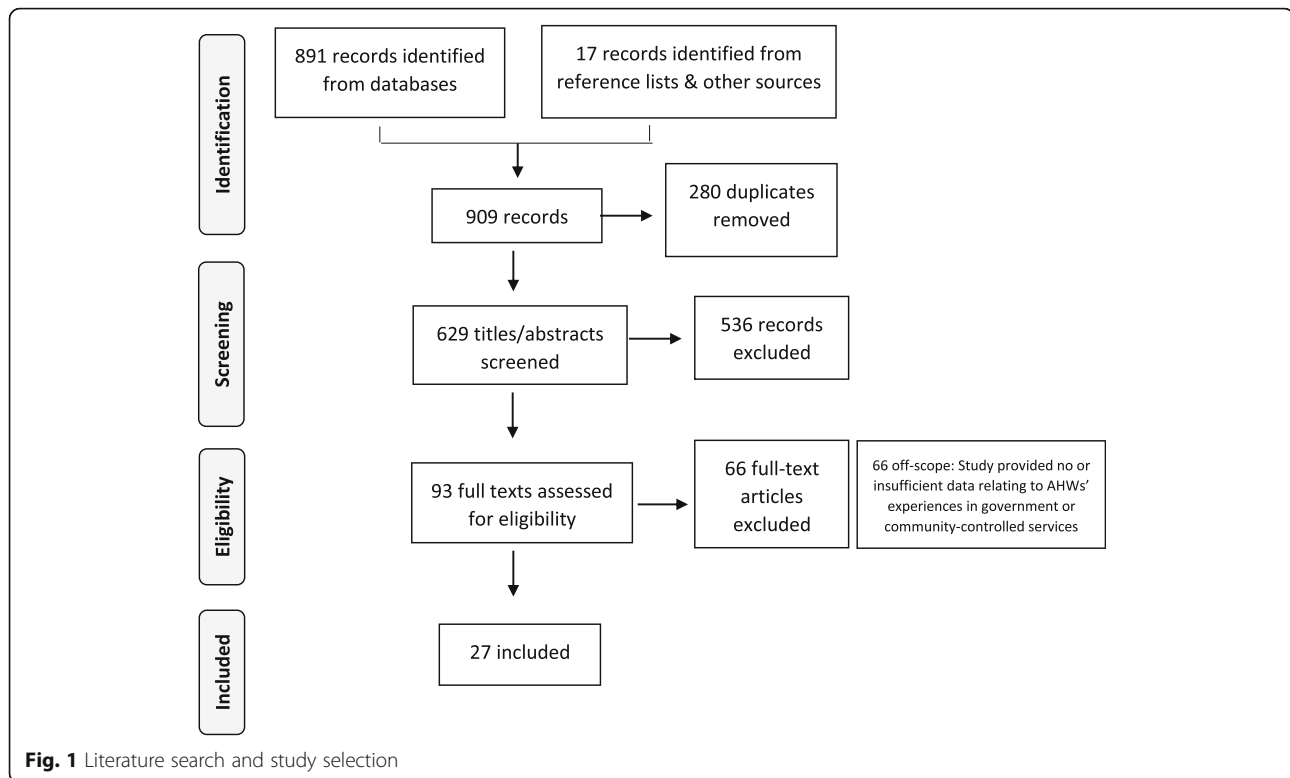 Identification
891 records identified
from databases
17 records identified from
reference lists & other sources
909 records
280 duplicates
removed
Screening
629 titles/abstracts
screened
536 records
excluded
Eligibility
93 full texts assessed
for eligibility
66 full-text
articles
excluded
66 off-scope: Study provided no or
insufficient data relating to AHWs'
experiences in government or
community-controlled services
Included
27 included
Fig. 1 Literature search and study selection